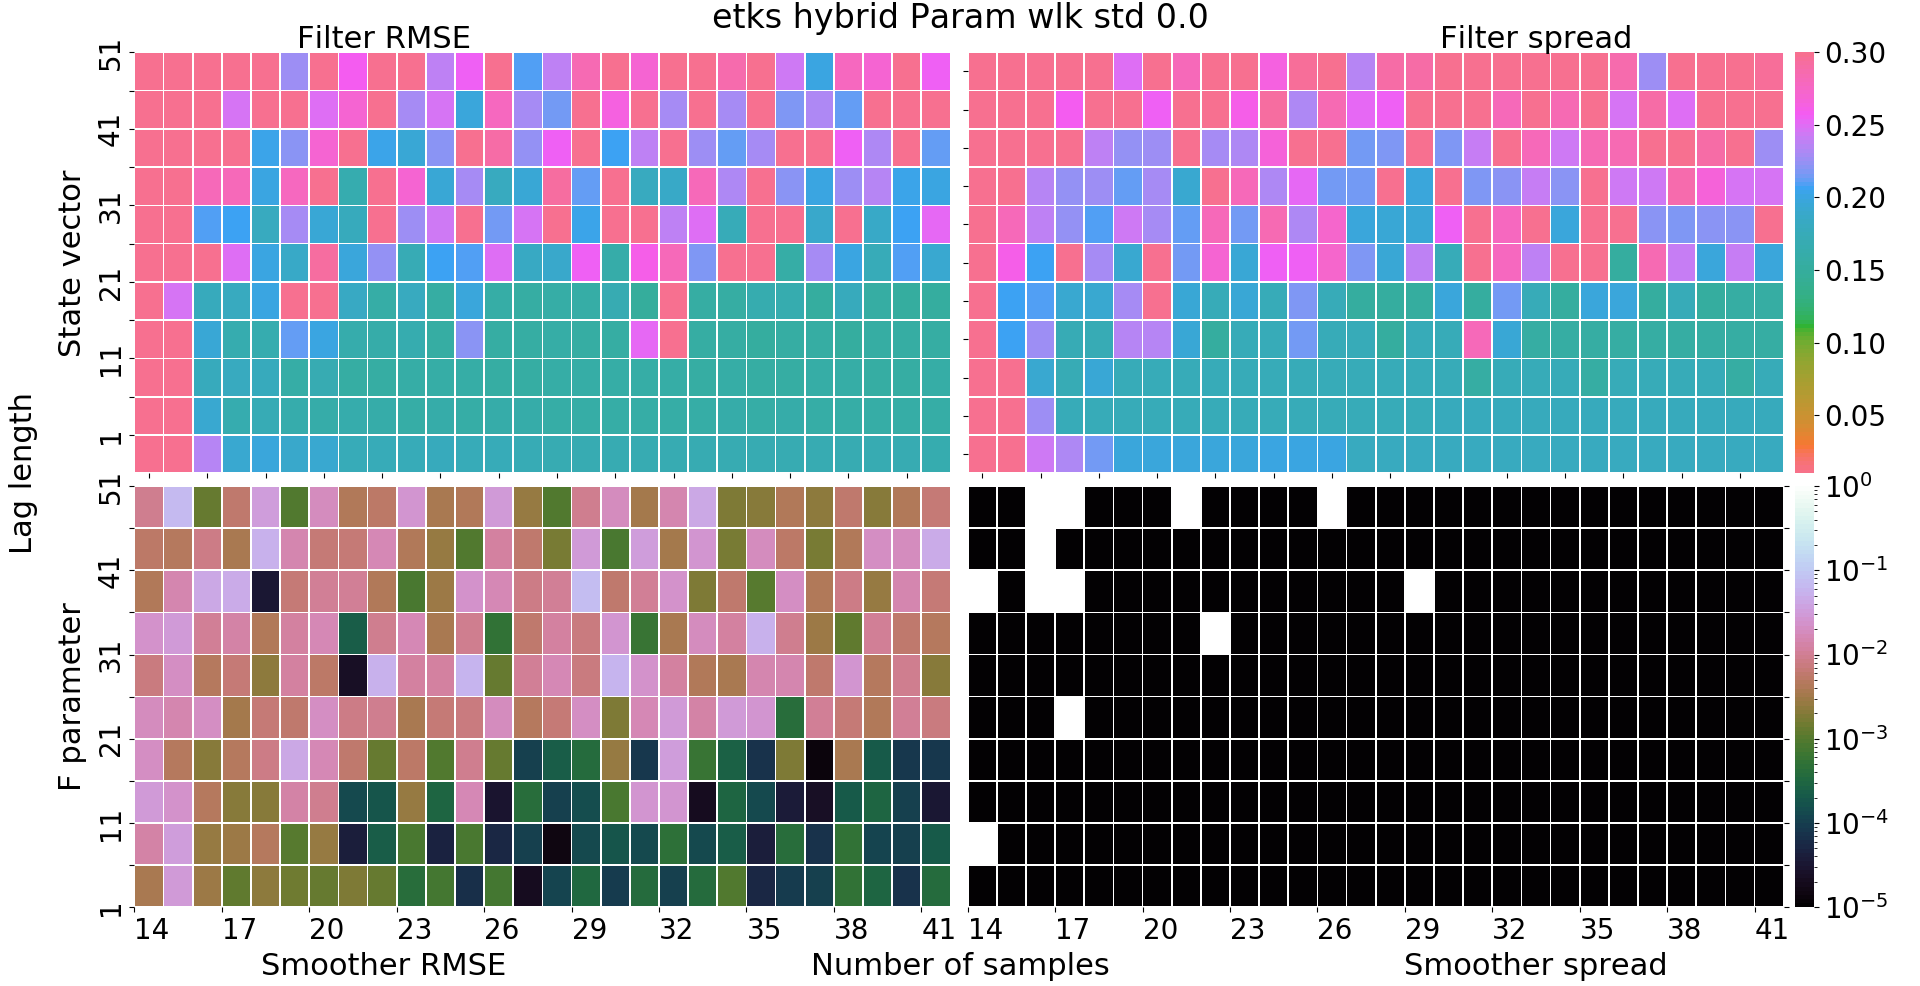 etks hybrid Param wlk std 0.0
Filter RMSE
Filter spread
Lag length
State vector
51
41
31
21
11
1
0.30
0.25
0.20
0.15
0.10
0.05
F parameter
51
41
31
21
11
1
10⁰
10⁻¹
10⁻²
10⁻³
10⁻⁴
10⁻⁵
14 17 20 23 26 29 32 35 38 41
14 17 20 23 26 29 32 35 38 41
Smoother RMSE
Number of samples
Smoother spread